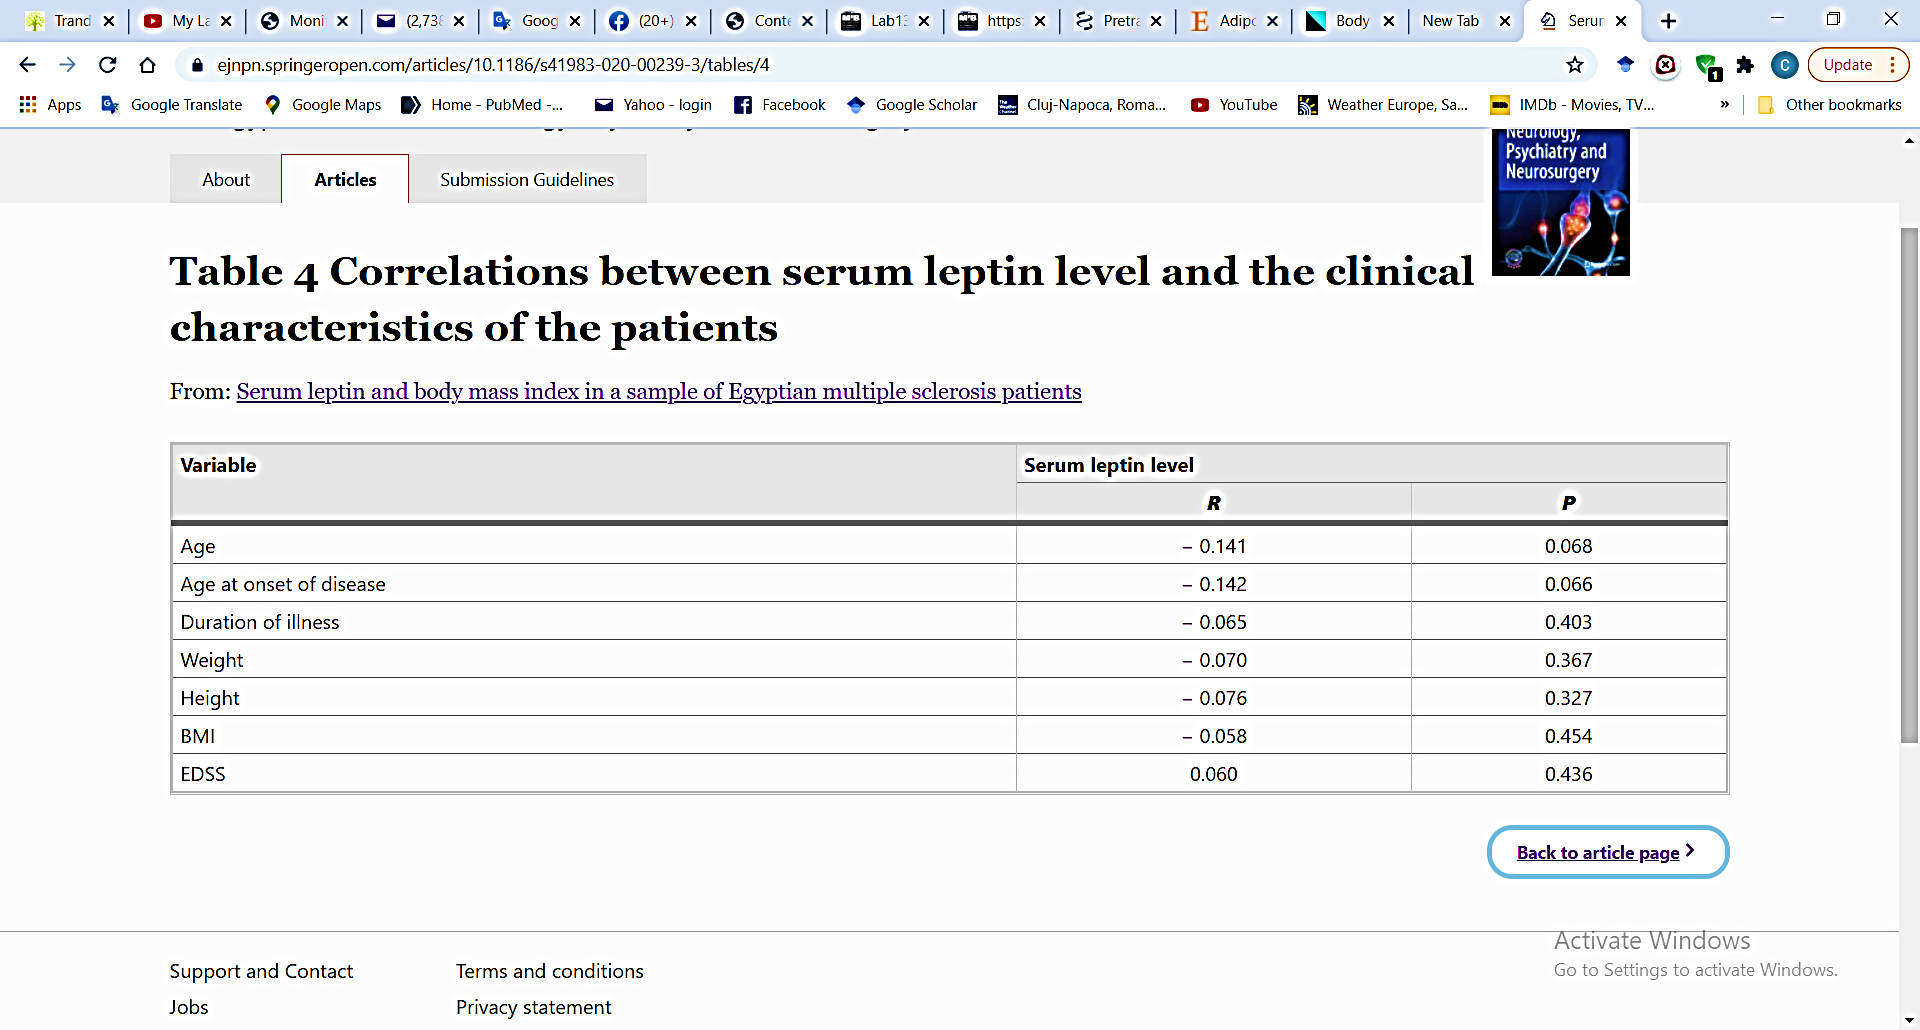 Trand
My La
Moni
(2,73
Goog
(20+)
Conte
Lab13
https:
Pretra
Adipo
Body
New Tab
Serum
ejnpn.springeropen.com/articles/10.1186/s41983-020-00239-3/tables/4
C
Update
Apps
Google Translate
Google Maps
Home - PubMed -...
Yahoo - login
Facebook
Google Scholar
Cluj-Napoca, Roma...
YouTube
Weather Europe, Sa...
IMDb - Movies, TV...
»
Other bookmarks
About
Articles
Submission Guidelines
Neurology,
Psychiatry and
Neurosurgery
Table 4 Correlations between serum leptin level and the clinical
characteristics of the patients
From: Serum leptin and body mass index in a sample of Egyptian multiple sclerosis patients
Variable Serum leptin level
R P
Age – 0.141 0.068
Age at onset of disease – 0.142 0.066
Duration of illness – 0.065 0.403
Weight – 0.070 0.367
Height – 0.076 0.327
BMI – 0.058 0.454
EDSS 0.060 0.436
Back to article page
Activate Windows
Go to Settings to activate Windows.
Support and Contact
Terms and conditions
Jobs
Privacy statement